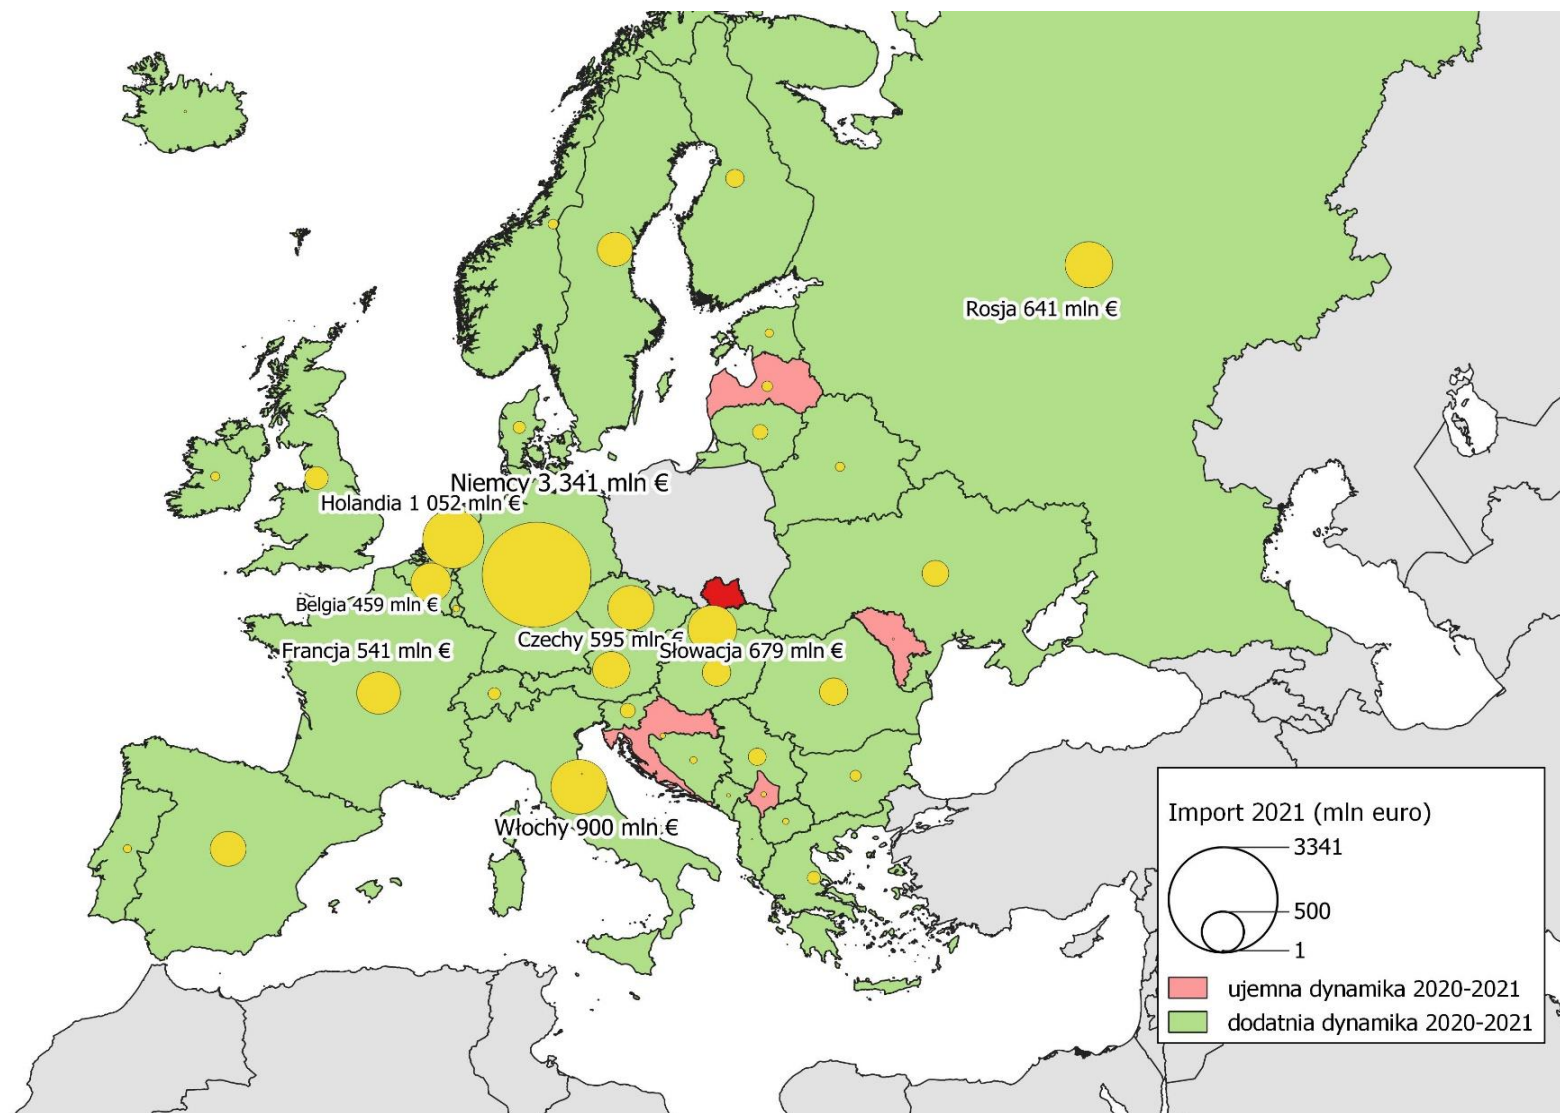 Rosja 641 mln €
Niemcy 3 341 mln €
Holandia 1 052 mln €
Belgia 459 mln €
Czechy 595 mln €
Słowacja 679 mln €
Francja 541 mln €
Włochy 900 mln €
Import 2021 (mln euro)
3341
500
1
ujemna dynamika 2020-2021
dodatnia dynamika 2020-2021